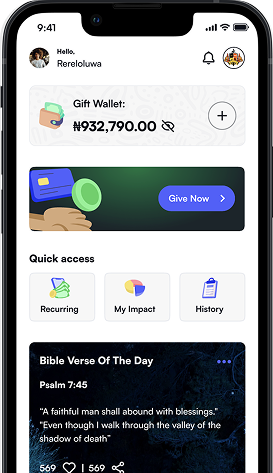 9:41
Hello,
Rereloluwa
Gift Wallet:
₦932,790.00
Give Now
Quick access
Recurring
My Impact
History
Bible Verse Of The Day
Psalm 7:45
“A faithful man shall abound with blessings."
"Even though I walk through the valley of the
shadow of death”
569 | 569